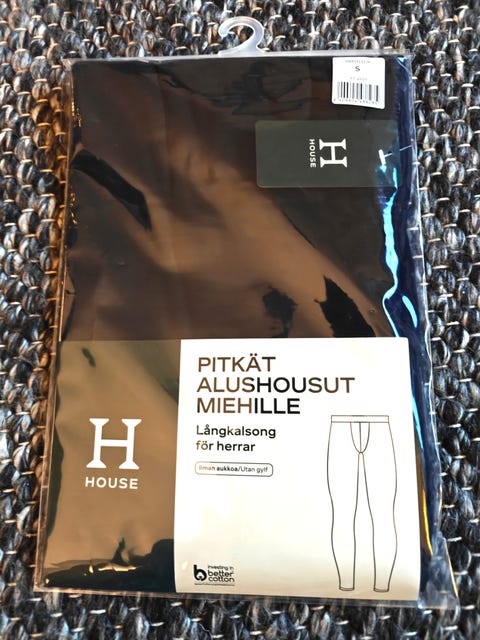 S
H
HOUSE
PITKÄT
ALUSHOUSUT
MIEHILLE
Långkalsong
för herrar
Ilman aukkoa/Utan gylf
H
HOUSE
investing in
better
cotton